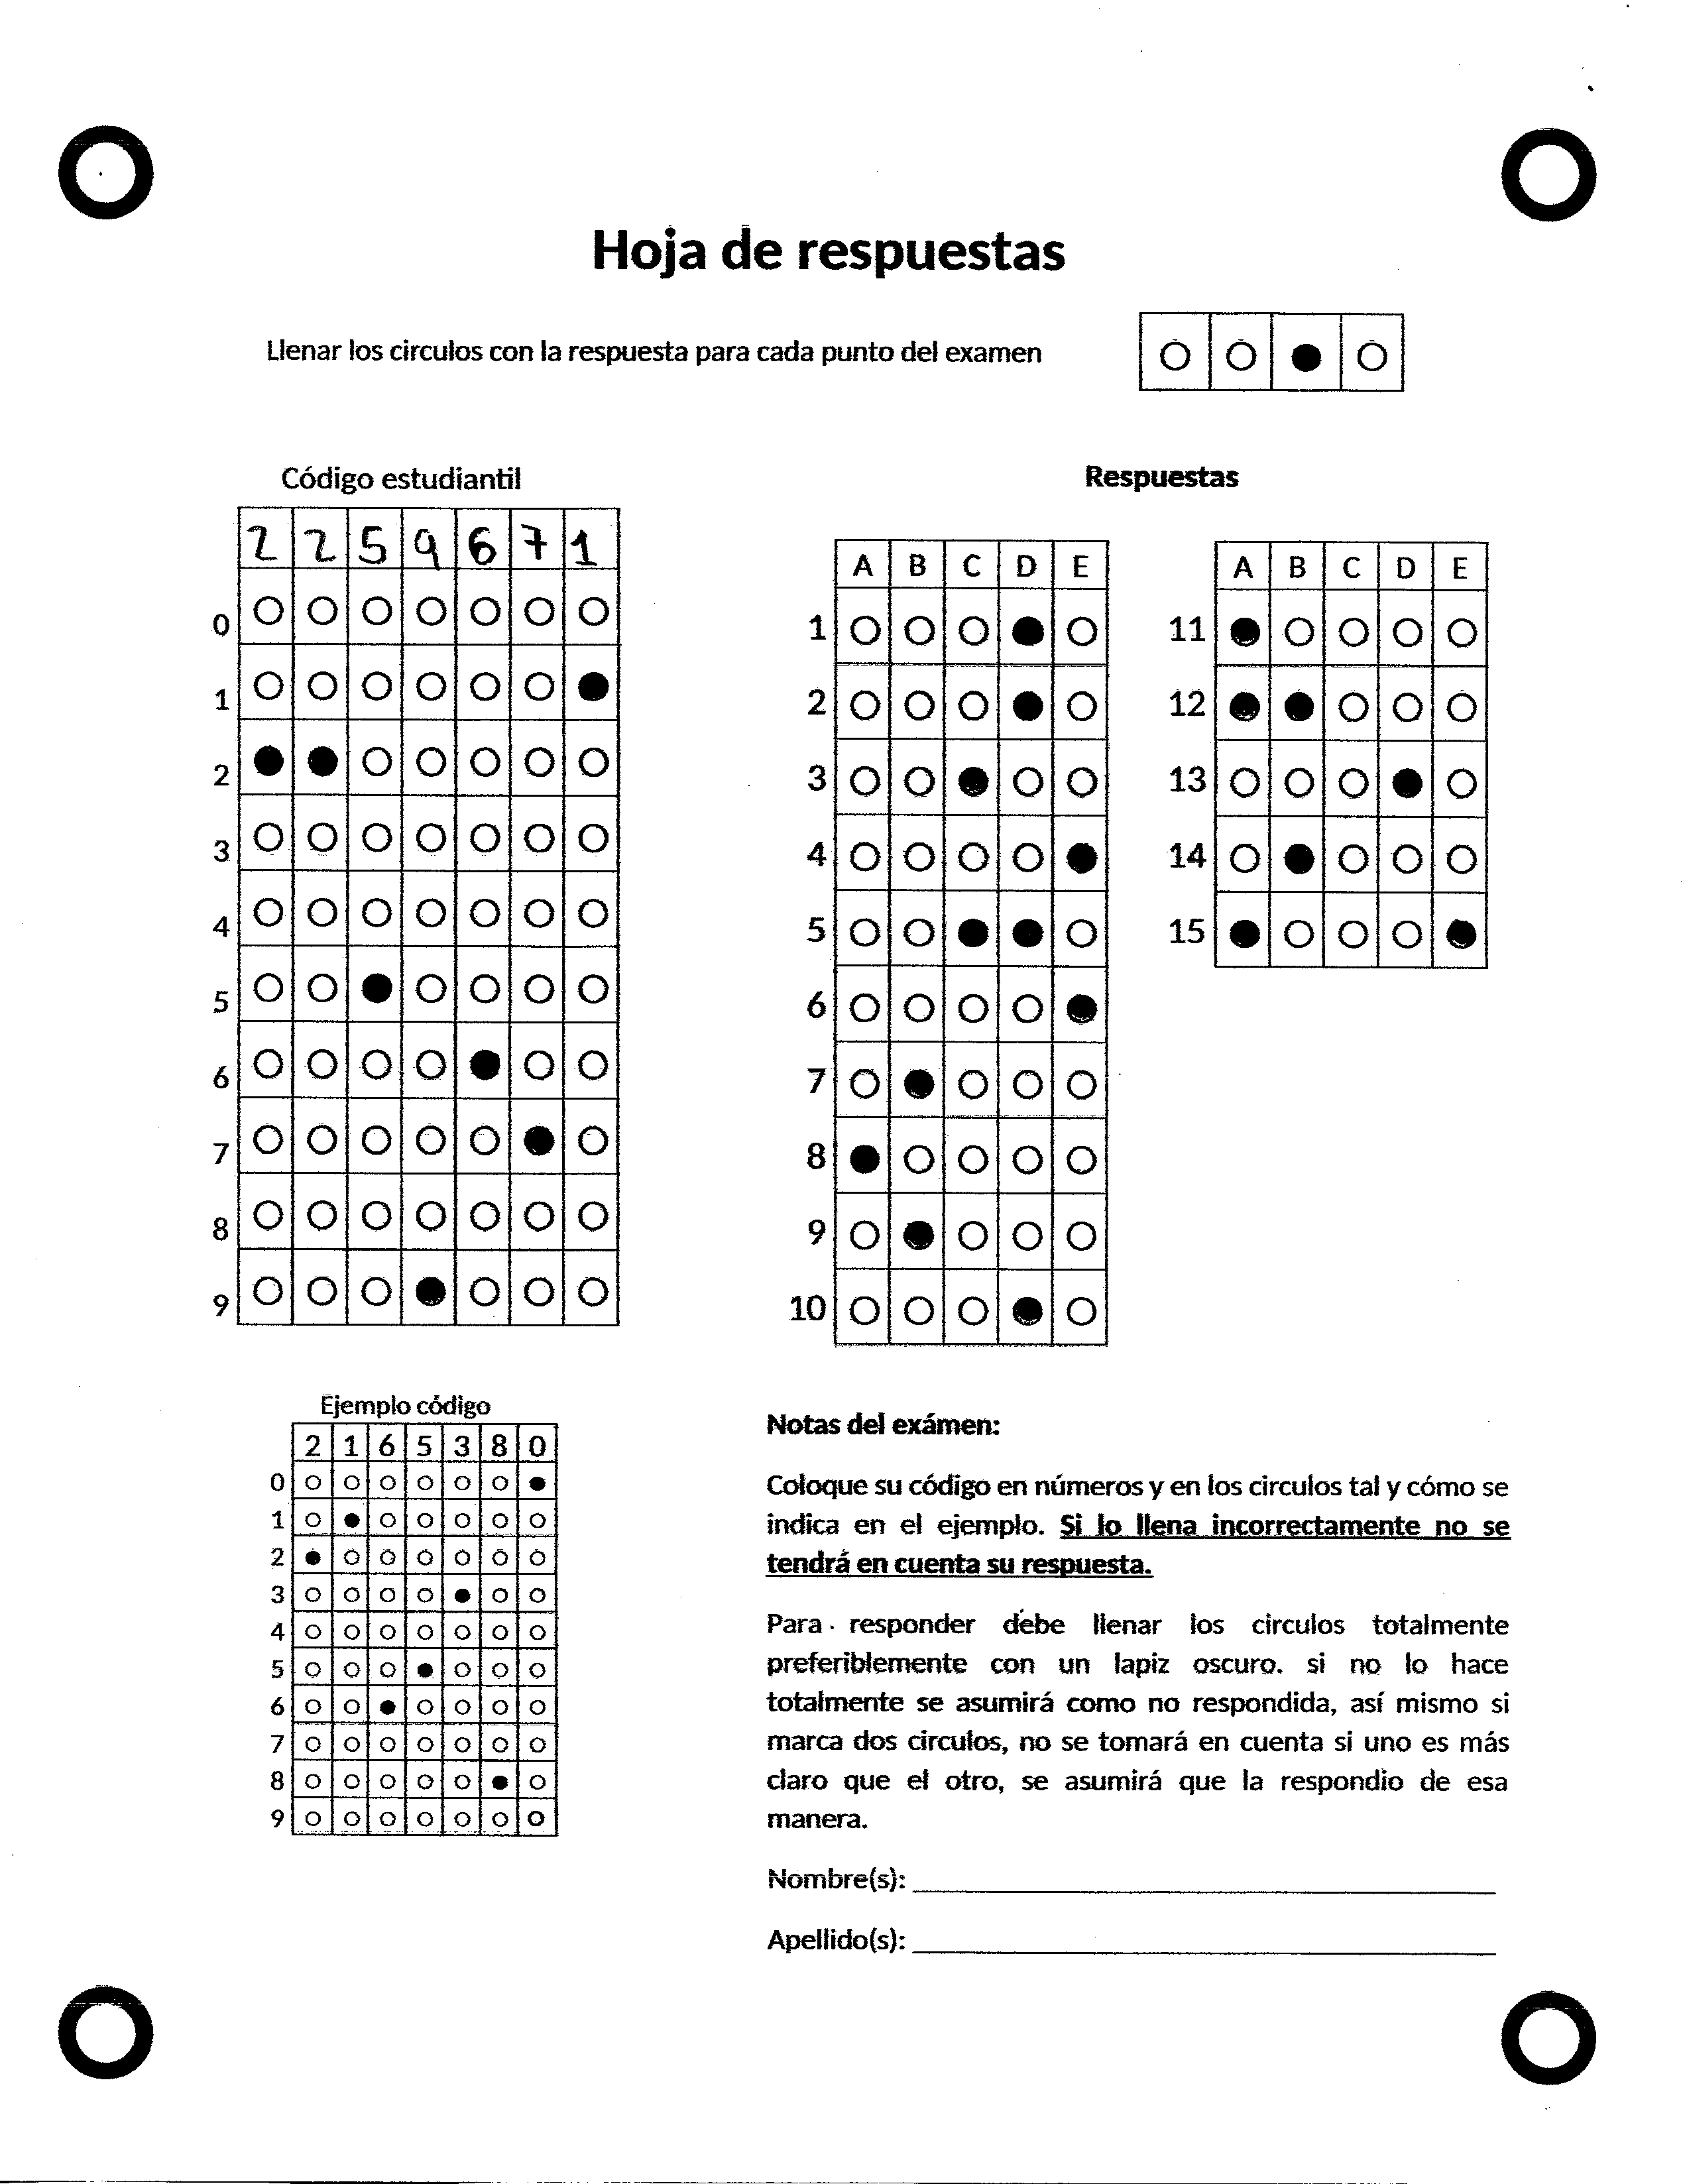 Hoja de respuestas
Llenar los circulos con la respuesta para cada punto del examen
Código estudiantil
2 2 5 9 6 7 1
0
1
2
3
4
5
6
7
8
9
Respuestas
A B C D E
1
2
3
4
5
6
7
8
9
10
A B C D E
11
12
13
14
15
Ejemplo código
2 1 6 5 3 8 0
0
1
2
3
4
5
6
7
8
9
Notas del exámen:
Coloque su código en números y en los circulos tal y cómo se
indica en el ejemplo. Si lo llena incorrectamente no se
tendrá en cuenta su respuesta.
Para responder debe llenar los circulos totalmente
preferiblemente con un lapiz oscuro. si no lo hace
totalmente se asumirá como no respondida, así mismo si
marca dos circulos, no se tomará en cuenta si uno es más
claro que el otro, se asumirá que la respondio de esa
manera.
Nombre(s):
Apellido(s):